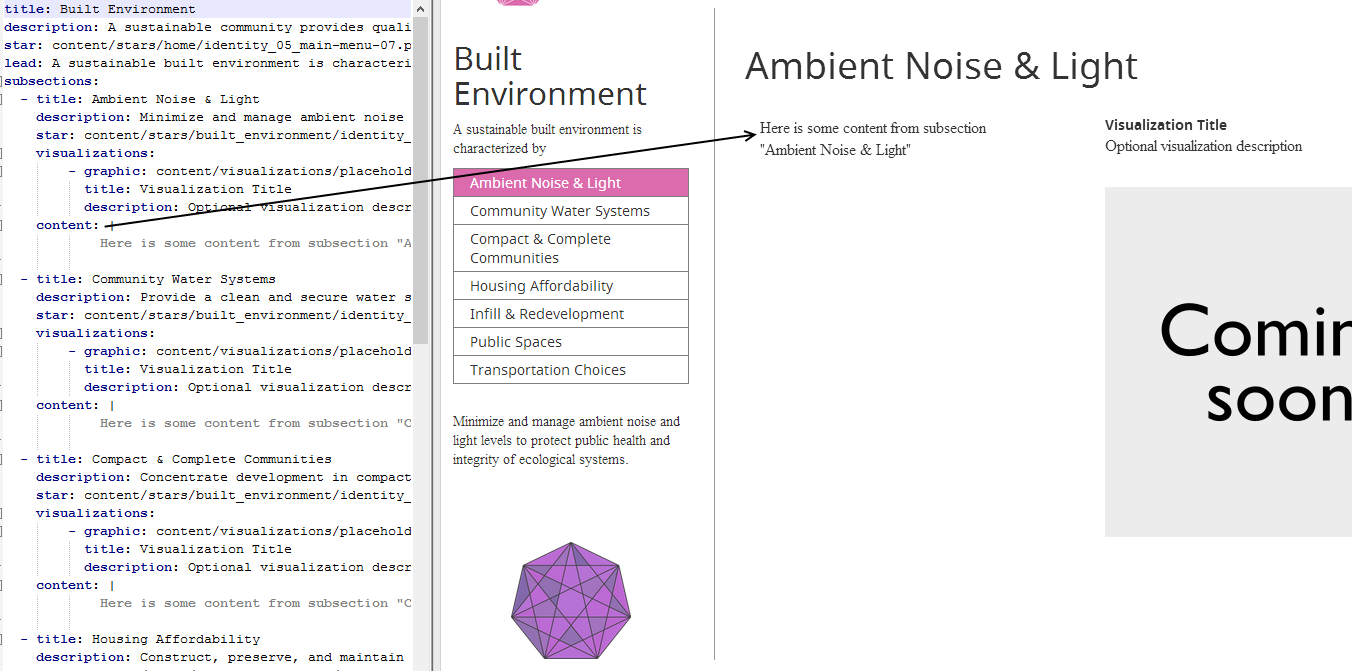 title: Built Environment
description: A sustainable community provides quali
star: content/stars/home/identity_05_main-menu-07.p
lead: A sustainable built environment is characteri
subsections:
- title: Ambient Noise & Light
description: Minimize and manage ambient noise
star: content/stars/built_environment/identity_
visualizations:
- graphic: content/visualizations/placehold
title: Visualization Title
description: Optional visualization descr
content: |
Here is some content from subsection "A
- title: Community Water Systems
description: Provide a clean and secure water s
star: content/stars/built_environment/identity_
visualizations:
- graphic: content/visualizations/placehold
title: Visualization Title
description: Optional visualization descr
content: |
Here is some content from subsection "C
- title: Compact & Complete Communities
description: Concentrate development in compact
star: content/stars/built_environment/identity_
visualizations:
- graphic: content/visualizations/placehold
title: Visualization Title
description: Optional visualization descr
content: |
Here is some content from subsection "C
- title: Housing Affordability
description: Construct, preserve, and maintain
Built
Environment
A sustainable built environment is
characterized by
Ambient Noise & Light
Community Water Systems
Compact & Complete
Communities
Housing Affordability
Infill & Redevelopment
Public Spaces
Transportation Choices
Minimize and manage ambient noise and
light levels to protect public health and
integrity of ecological systems.
Ambient Noise & Light
Here is some content from subsection
"Ambient Noise & Light"
Visualization Title
Optional visualization description
Comin
soon